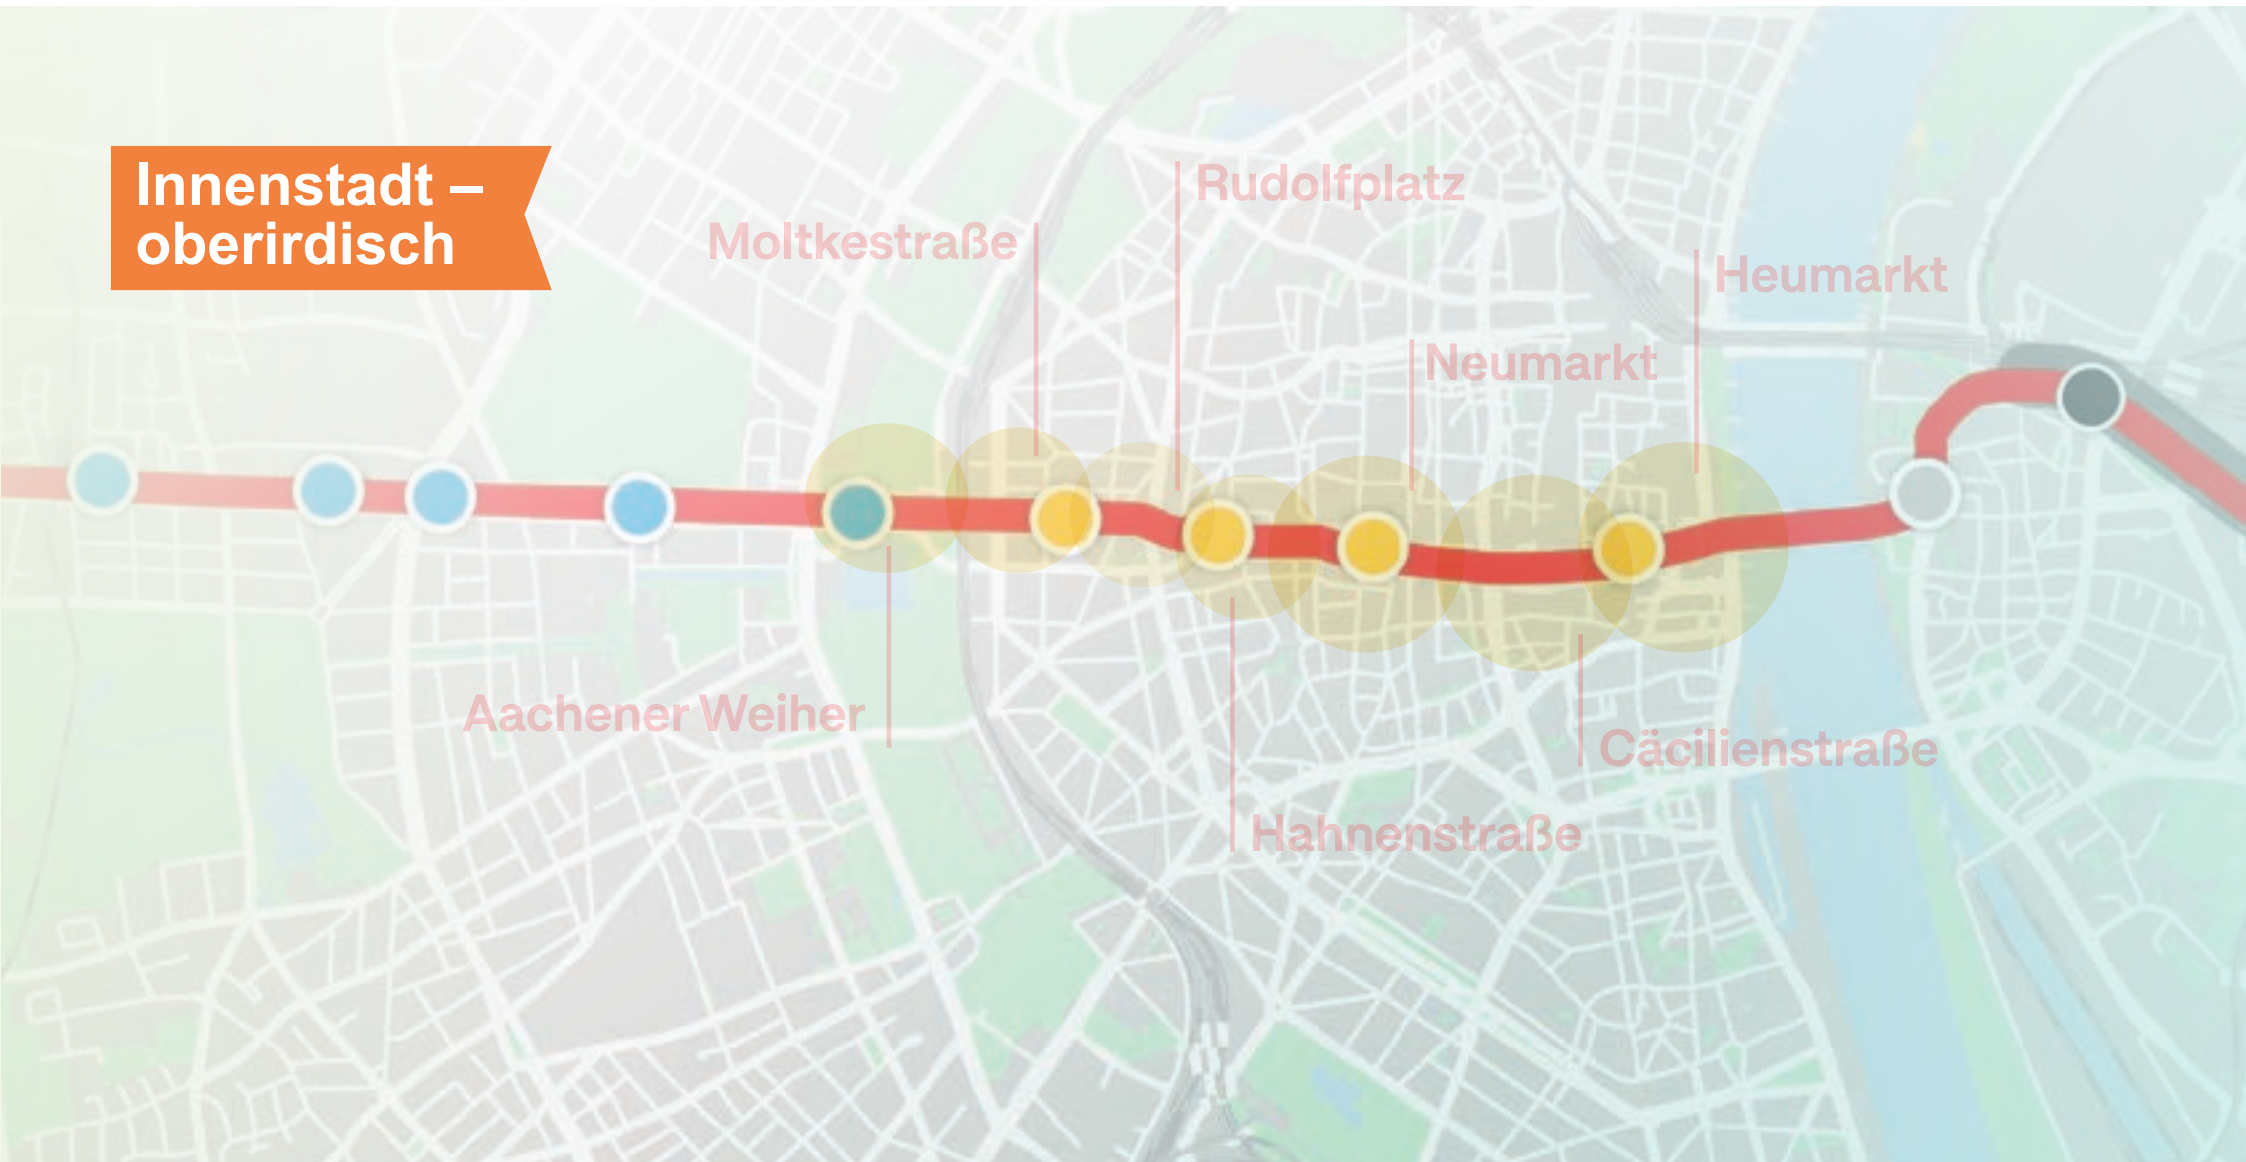 Innenstadt –
oberirdisch
Rudolfplatz
Moltkestraße
Heumarkt
Neumarkt
Aachener Weiher
Cäcilienstraße
Hahnenstraße